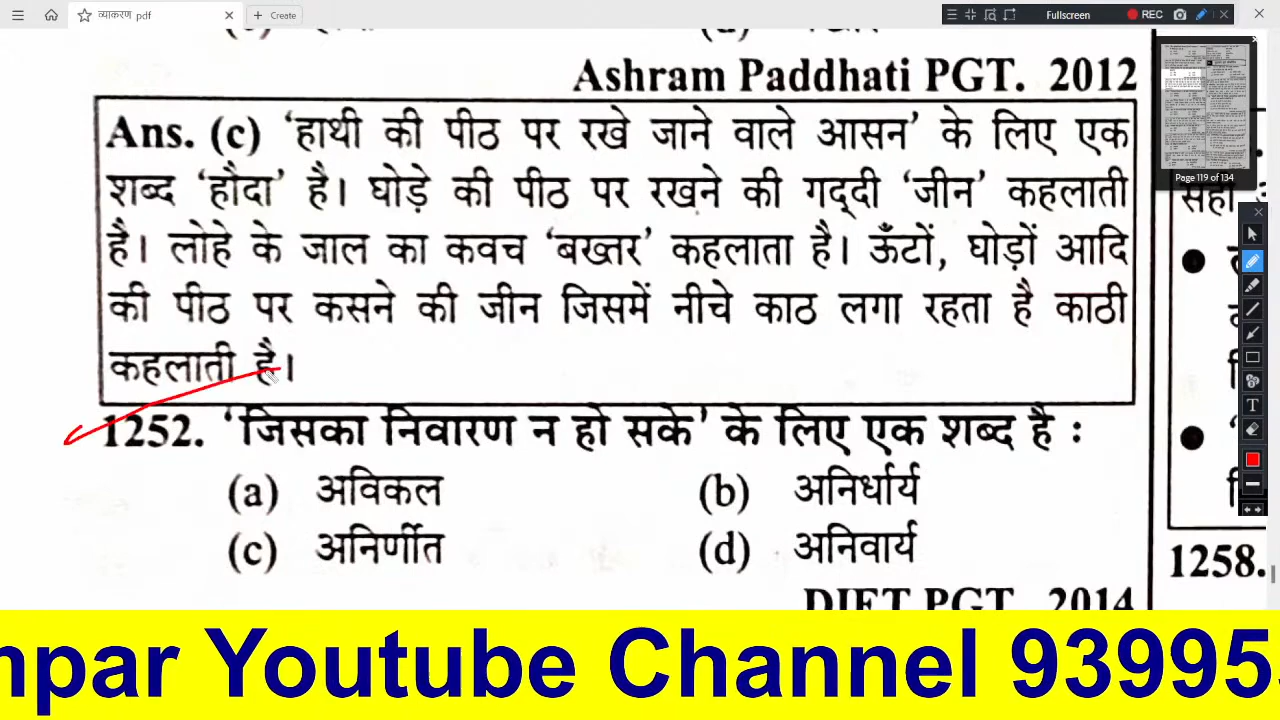 व्याकरण pdf
Create
Fullscreen
REC
Ashram Paddhati PGT. 2012
Ans. (c) 'हाथी की पीठ पर रखे जाने वाले आसन' के लिए एक
शब्द 'हौदा' है। घोड़े की पीठ पर रखने की गद्‌दी 'जीन' कहलाती
है। लोहे के जाल का कवच 'बख्तर' कहलाता है। ऊँटों, घोड़ों आदि
की पीठ पर कसने की जीन जिसमें नीचे काठ लगा रहता है काठी
कहलाती है।
1252. 'जिसका निवारण न हो सके' के लिए एक शब्द है :
(a) अविकल (b) अनिर्धार्य
(c) अनिर्णीत (d) अनिवार्य
DIET PGT. 2014
Page 119 of 134
1258.
mpar Youtube Channel 93995